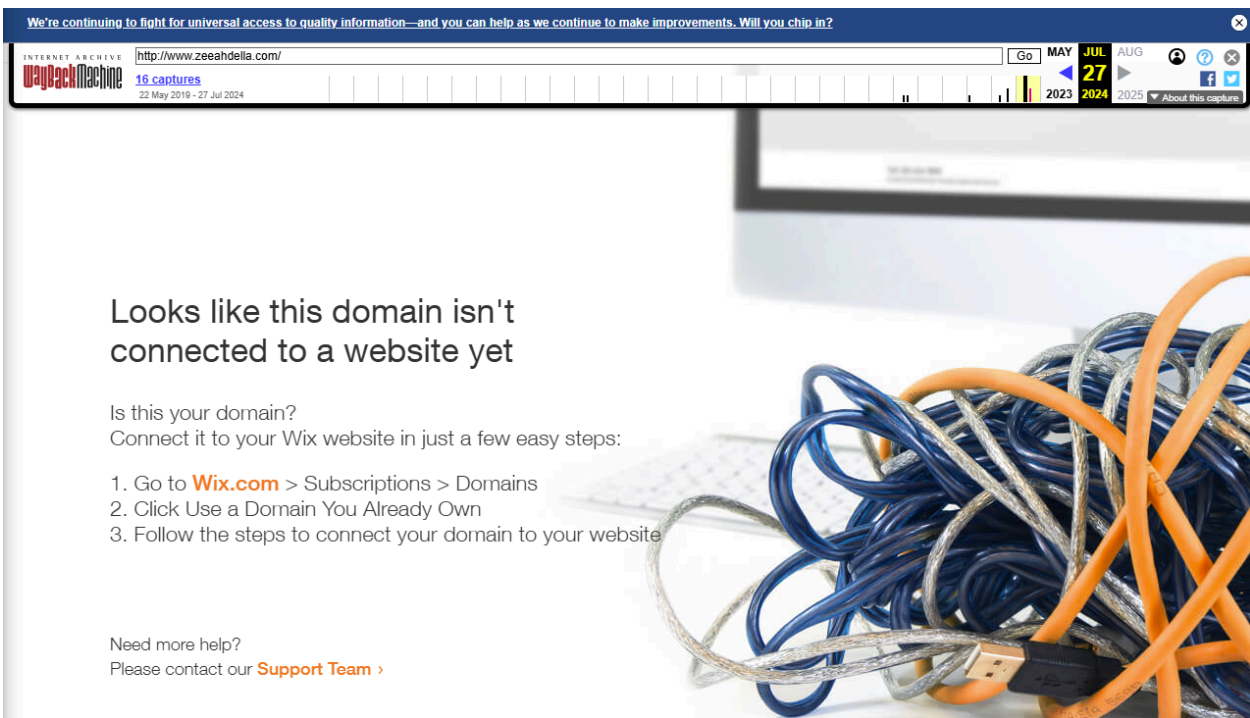 We're continuing to fight for universal access to quality information—and you can help as we continue to make improvements. Will you chip in?
INTERNET ARCHIVE
WayBackMachine
http://www.zeeahdella.com/
Go
MAY JUL AUG
16 captures
27
22 May 2019 - 27 Jul 2024
2023 2024 2025
▼ About this capture
Looks like this domain isn't
connected to a website yet
Is this your domain?
Connect it to your Wix website in just a few easy steps:
1. Go to Wix.com > Subscriptions > Domains
2. Click Use a Domain You Already Own
3. Follow the steps to connect your domain to your website
Need more help?
Please contact our Support Team ›